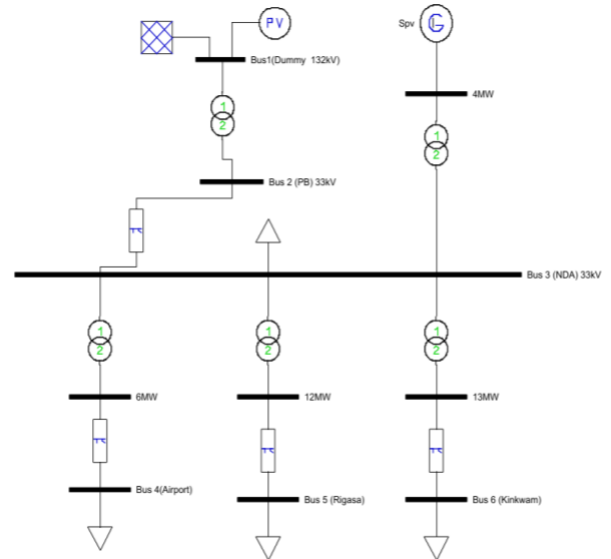 PV
Spv
G
Bus1(Dummy 132kV)
4MW
1
2
1
2
Bus 2 (PB) 33kV
π
Bus 3 (NDA) 33kV
1
2
1
2
1
2
6MW
12MW
13MW
π
π
π
Bus 4(Airport)
Bus 5 (Rigasa)
Bus 6 (Kinkwam)